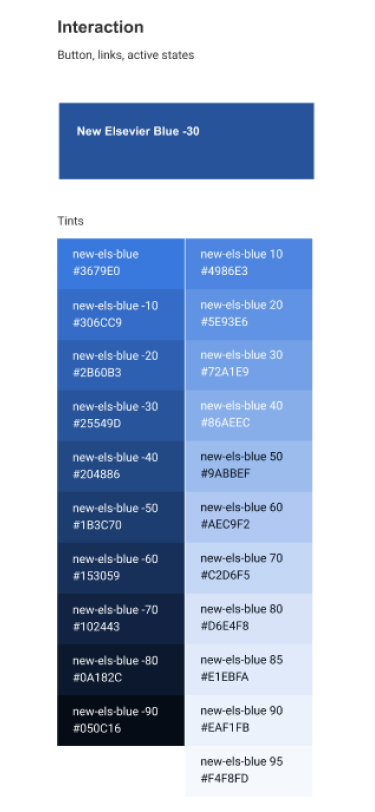 Interaction
Button, links, active states
New Elsevier Blue -30
Tints
new-els-blue
#3679E0
new-els-blue -10
#306CC9
new-els-blue -20
#2B60B3
new-els-blue -30
#25549D
new-els-blue -40
#204886
new-els-blue -50
#1B3C70
new-els-blue -60
#153059
new-els-blue -70
#102443
new-els-blue -80
#0A182C
new-els-blue -90
#050C16
new-els-blue 10
#4986E3
new-els-blue 20
#5E93E6
new-els-blue 30
#72A1E9
new-els-blue 40
#86AEEC
new-els-blue 50
#9ABBEF
new-els-blue 60
#AEC9F2
new-els-blue 70
#C2D6F5
new-els-blue 80
#D6E4F8
new-els-blue 85
#E1EBFA
new-els-blue 90
#EAF1FB
new-els-blue 95
#F4F8FD